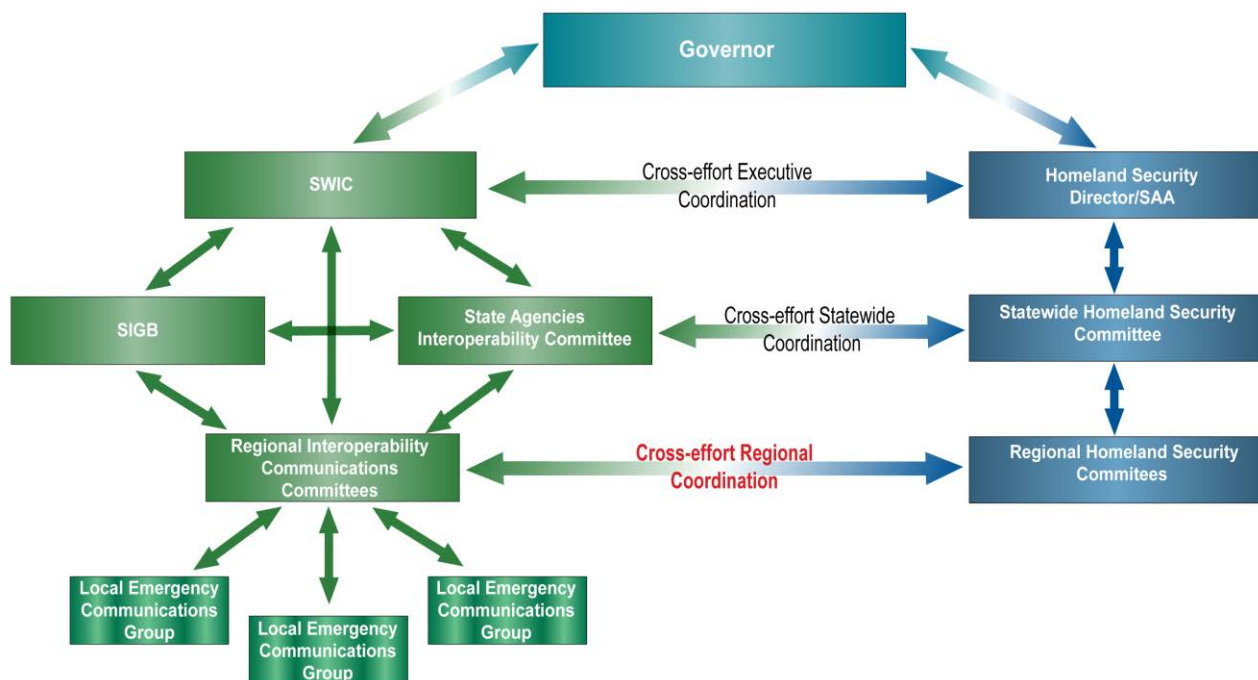 Governor
SWIC
Cross-effort Executive
Coordination
Homeland Security
Director/SAA
SIGB
State Agencies
Interoperability Committee
Cross-effort Statewide
Coordination
Statewide Homeland Security
Committee
Regional Interoperability
Communications
Committees
Cross-effort Regional
Coordination
Regional Homeland Security
Commitees
Local Emergency
Communications
Group
Local Emergency
Communications
Group
Local Emergency
Communications
Group